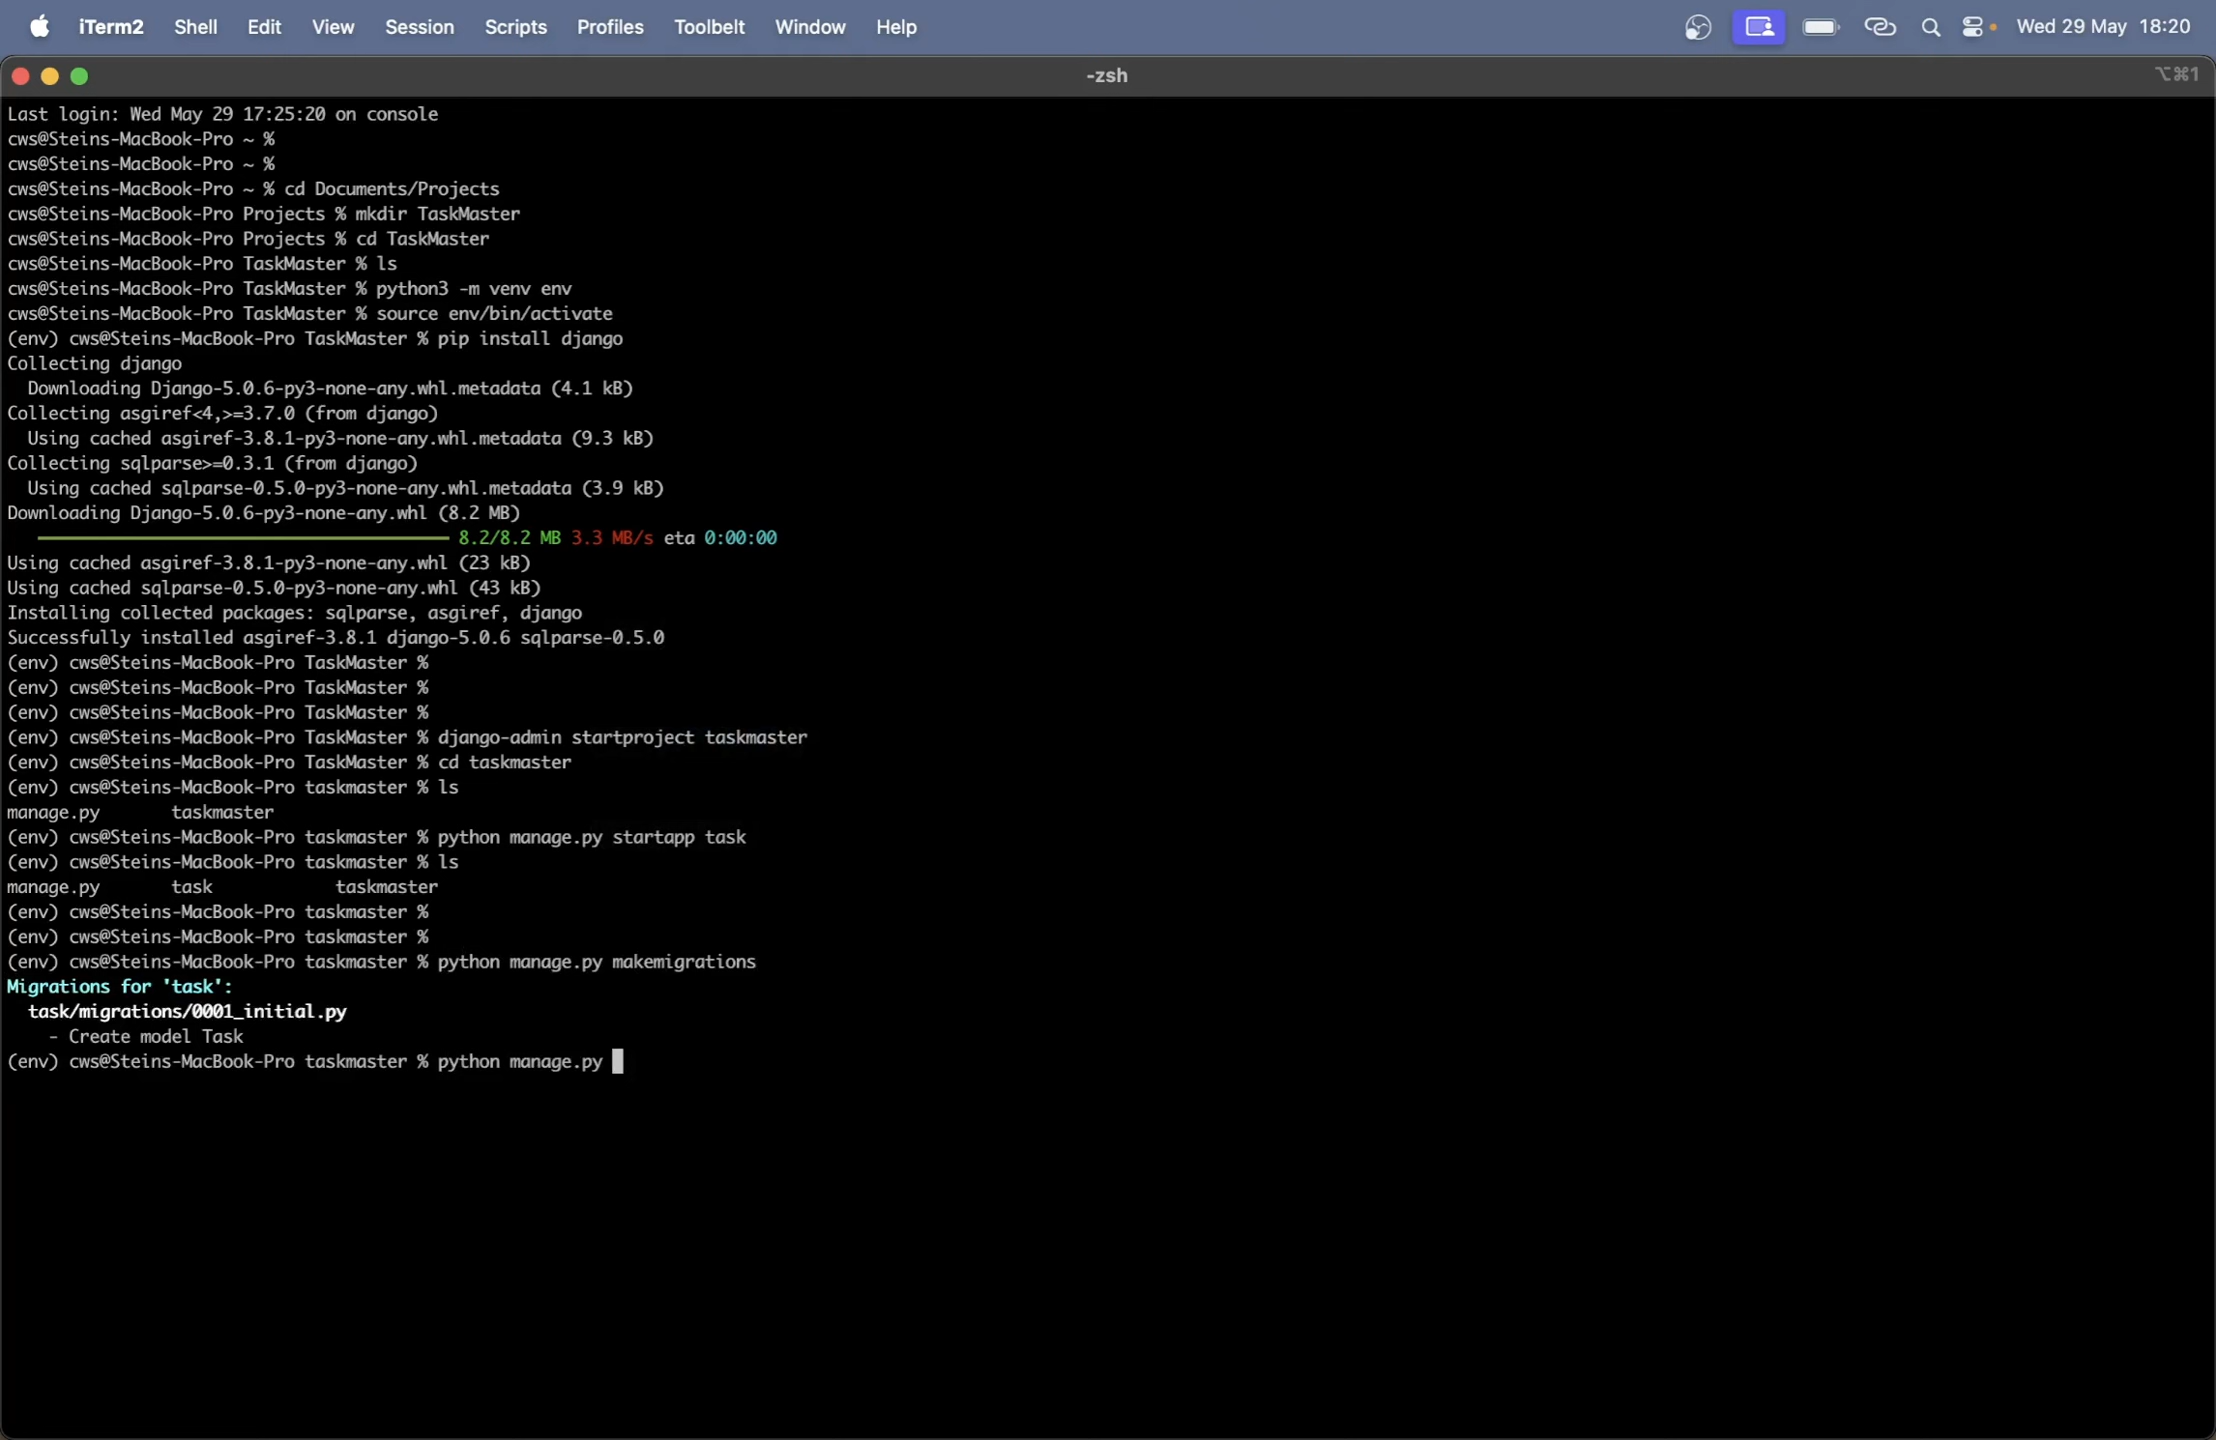 iTerm2 Shell Edit View Session Scripts Profiles Toolbelt Window Help Wed 29 May 18:20
-zsh ⌥⌘1
Last login: Wed May 29 17:25:20 on console
cws@Steins-MacBook-Pro ~ %
cws@Steins-MacBook-Pro ~ %
cws@Steins-MacBook-Pro ~ % cd Documents/Projects
cws@Steins-MacBook-Pro Projects % mkdir TaskMaster
cws@Steins-MacBook-Pro Projects % cd TaskMaster
cws@Steins-MacBook-Pro TaskMaster % ls
cws@Steins-MacBook-Pro TaskMaster % python3 -m venv env
cws@Steins-MacBook-Pro TaskMaster % source env/bin/activate
(env) cws@Steins-MacBook-Pro TaskMaster % pip install django
Collecting django
  Downloading Django-5.0.6-py3-none-any.whl.metadata (4.1 kB)
Collecting asgiref<4,>=3.7.0 (from django)
  Using cached asgiref-3.8.1-py3-none-any.whl.metadata (9.3 kB)
Collecting sqlparse>=0.3.1 (from django)
  Using cached sqlparse-0.5.0-py3-none-any.whl.metadata (3.9 kB)
Downloading Django-5.0.6-py3-none-any.whl (8.2 MB)
8.2/8.2 MB 3.3 MB/s eta 0:00:00
Using cached asgiref-3.8.1-py3-none-any.whl (23 kB)
Using cached sqlparse-0.5.0-py3-none-any.whl (43 kB)
Installing collected packages: sqlparse, asgiref, django
Successfully installed asgiref-3.8.1 django-5.0.6 sqlparse-0.5.0
(env) cws@Steins-MacBook-Pro TaskMaster %
(env) cws@Steins-MacBook-Pro TaskMaster %
(env) cws@Steins-MacBook-Pro TaskMaster %
(env) cws@Steins-MacBook-Pro TaskMaster % django-admin startproject taskmaster
(env) cws@Steins-MacBook-Pro TaskMaster % cd taskmaster
(env) cws@Steins-MacBook-Pro taskmaster % ls
manage.py taskmaster
(env) cws@Steins-MacBook-Pro taskmaster % python manage.py startapp task
(env) cws@Steins-MacBook-Pro taskmaster % ls
manage.py task taskmaster
(env) cws@Steins-MacBook-Pro taskmaster %
(env) cws@Steins-MacBook-Pro taskmaster %
(env) cws@Steins-MacBook-Pro taskmaster % python manage.py makemigrations
Migrations for 'task':
  task/migrations/0001_initial.py
    - Create model Task
(env) cws@Steins-MacBook-Pro taskmaster % python manage.py